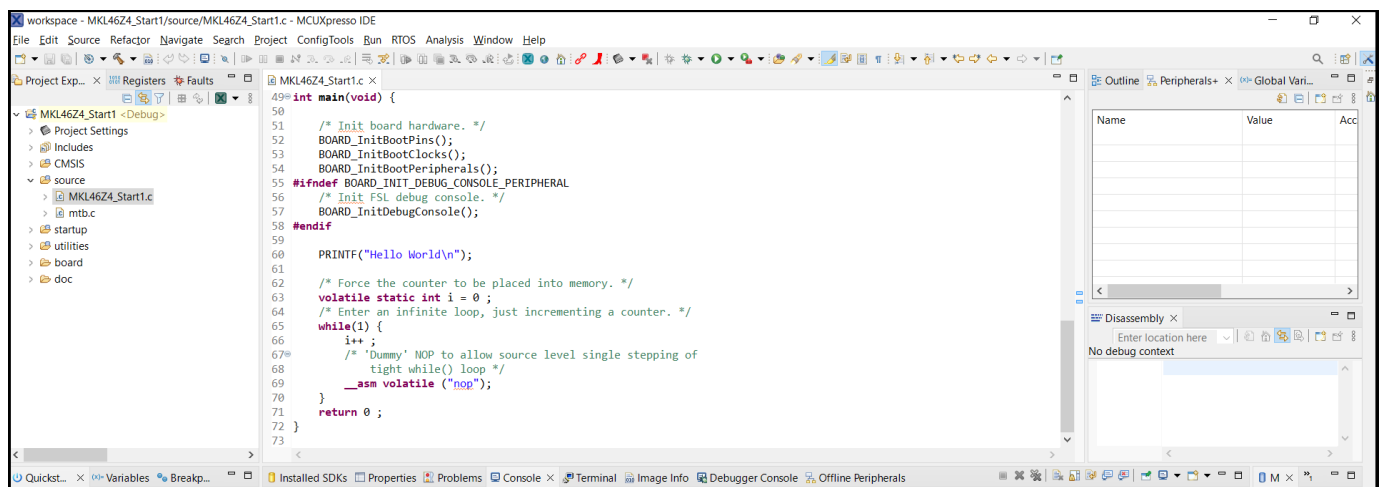 workspace - MKL46Z4_Start1/source/MKL46Z4_Start1.c - MCUXpresso IDE
File Edit Source Refactor Navigate Search Project ConfigTools Run RTOS Analysis Window Help
Project Exp... Registers Faults
MKL46Z4_Start1 <Debug>
Project Settings
Includes
CMSIS
source
MKL46Z4_Start1.c
mtb.c
startup
utilities
board
doc
MKL46Z4_Start1.c
49 int main(void) {
50
51 /* Init board hardware. */
52 BOARD_InitBootPins();
53 BOARD_InitBootClocks();
54 BOARD_InitBootPeripherals();
55 #ifndef BOARD_INIT_DEBUG_CONSOLE_PERIPHERAL
56 /* Init FSL debug console. */
57 BOARD_InitDebugConsole();
58 #endif
59
60 PRINTF("Hello World\n");
61
62 /* Force the counter to be placed into memory. */
63 volatile static int i = 0 ;
64 /* Enter an infinite loop, just incrementing a counter. */
65 while(1) {
66 i++ ;
67 /* 'Dummy' NOP to allow source level single stepping of
68 tight while() loop */
69 __asm volatile ("nop");
70 }
71 return 0 ;
72 }
73
Outline Peripherals+ Global Vari...
Name Value Acc
Disassembly
Enter location here
No debug context
Quickst... Variables Breakp...
Installed SDKs Properties Problems Console Terminal Image Info Debugger Console Offline Peripherals
M